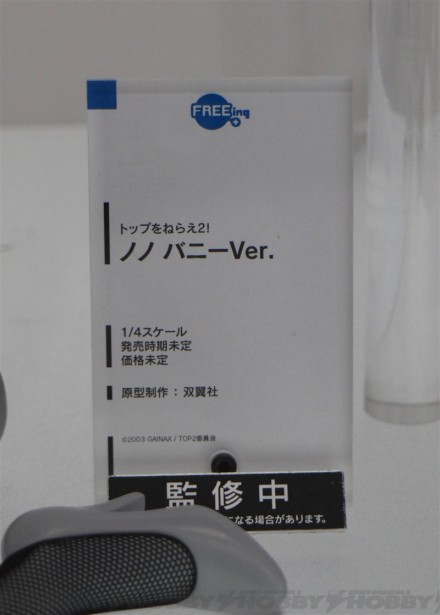 FREEing
トップをねらえ2!
ノノ バニーVer.
1/4スケール
発売時期未定
価格未定
原型制作：双翼社
©2003 GAINAX / TOP2委員会
監修中
になる場合があります。
HOBBY HOBBY